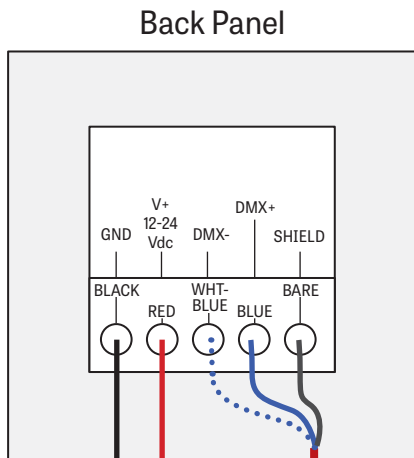 Back Panel
GND
V+
12-24
Vdc
DMX-
DMX+
SHIELD
BLACK
RED
WHT-
BLUE
BLUE
BARE